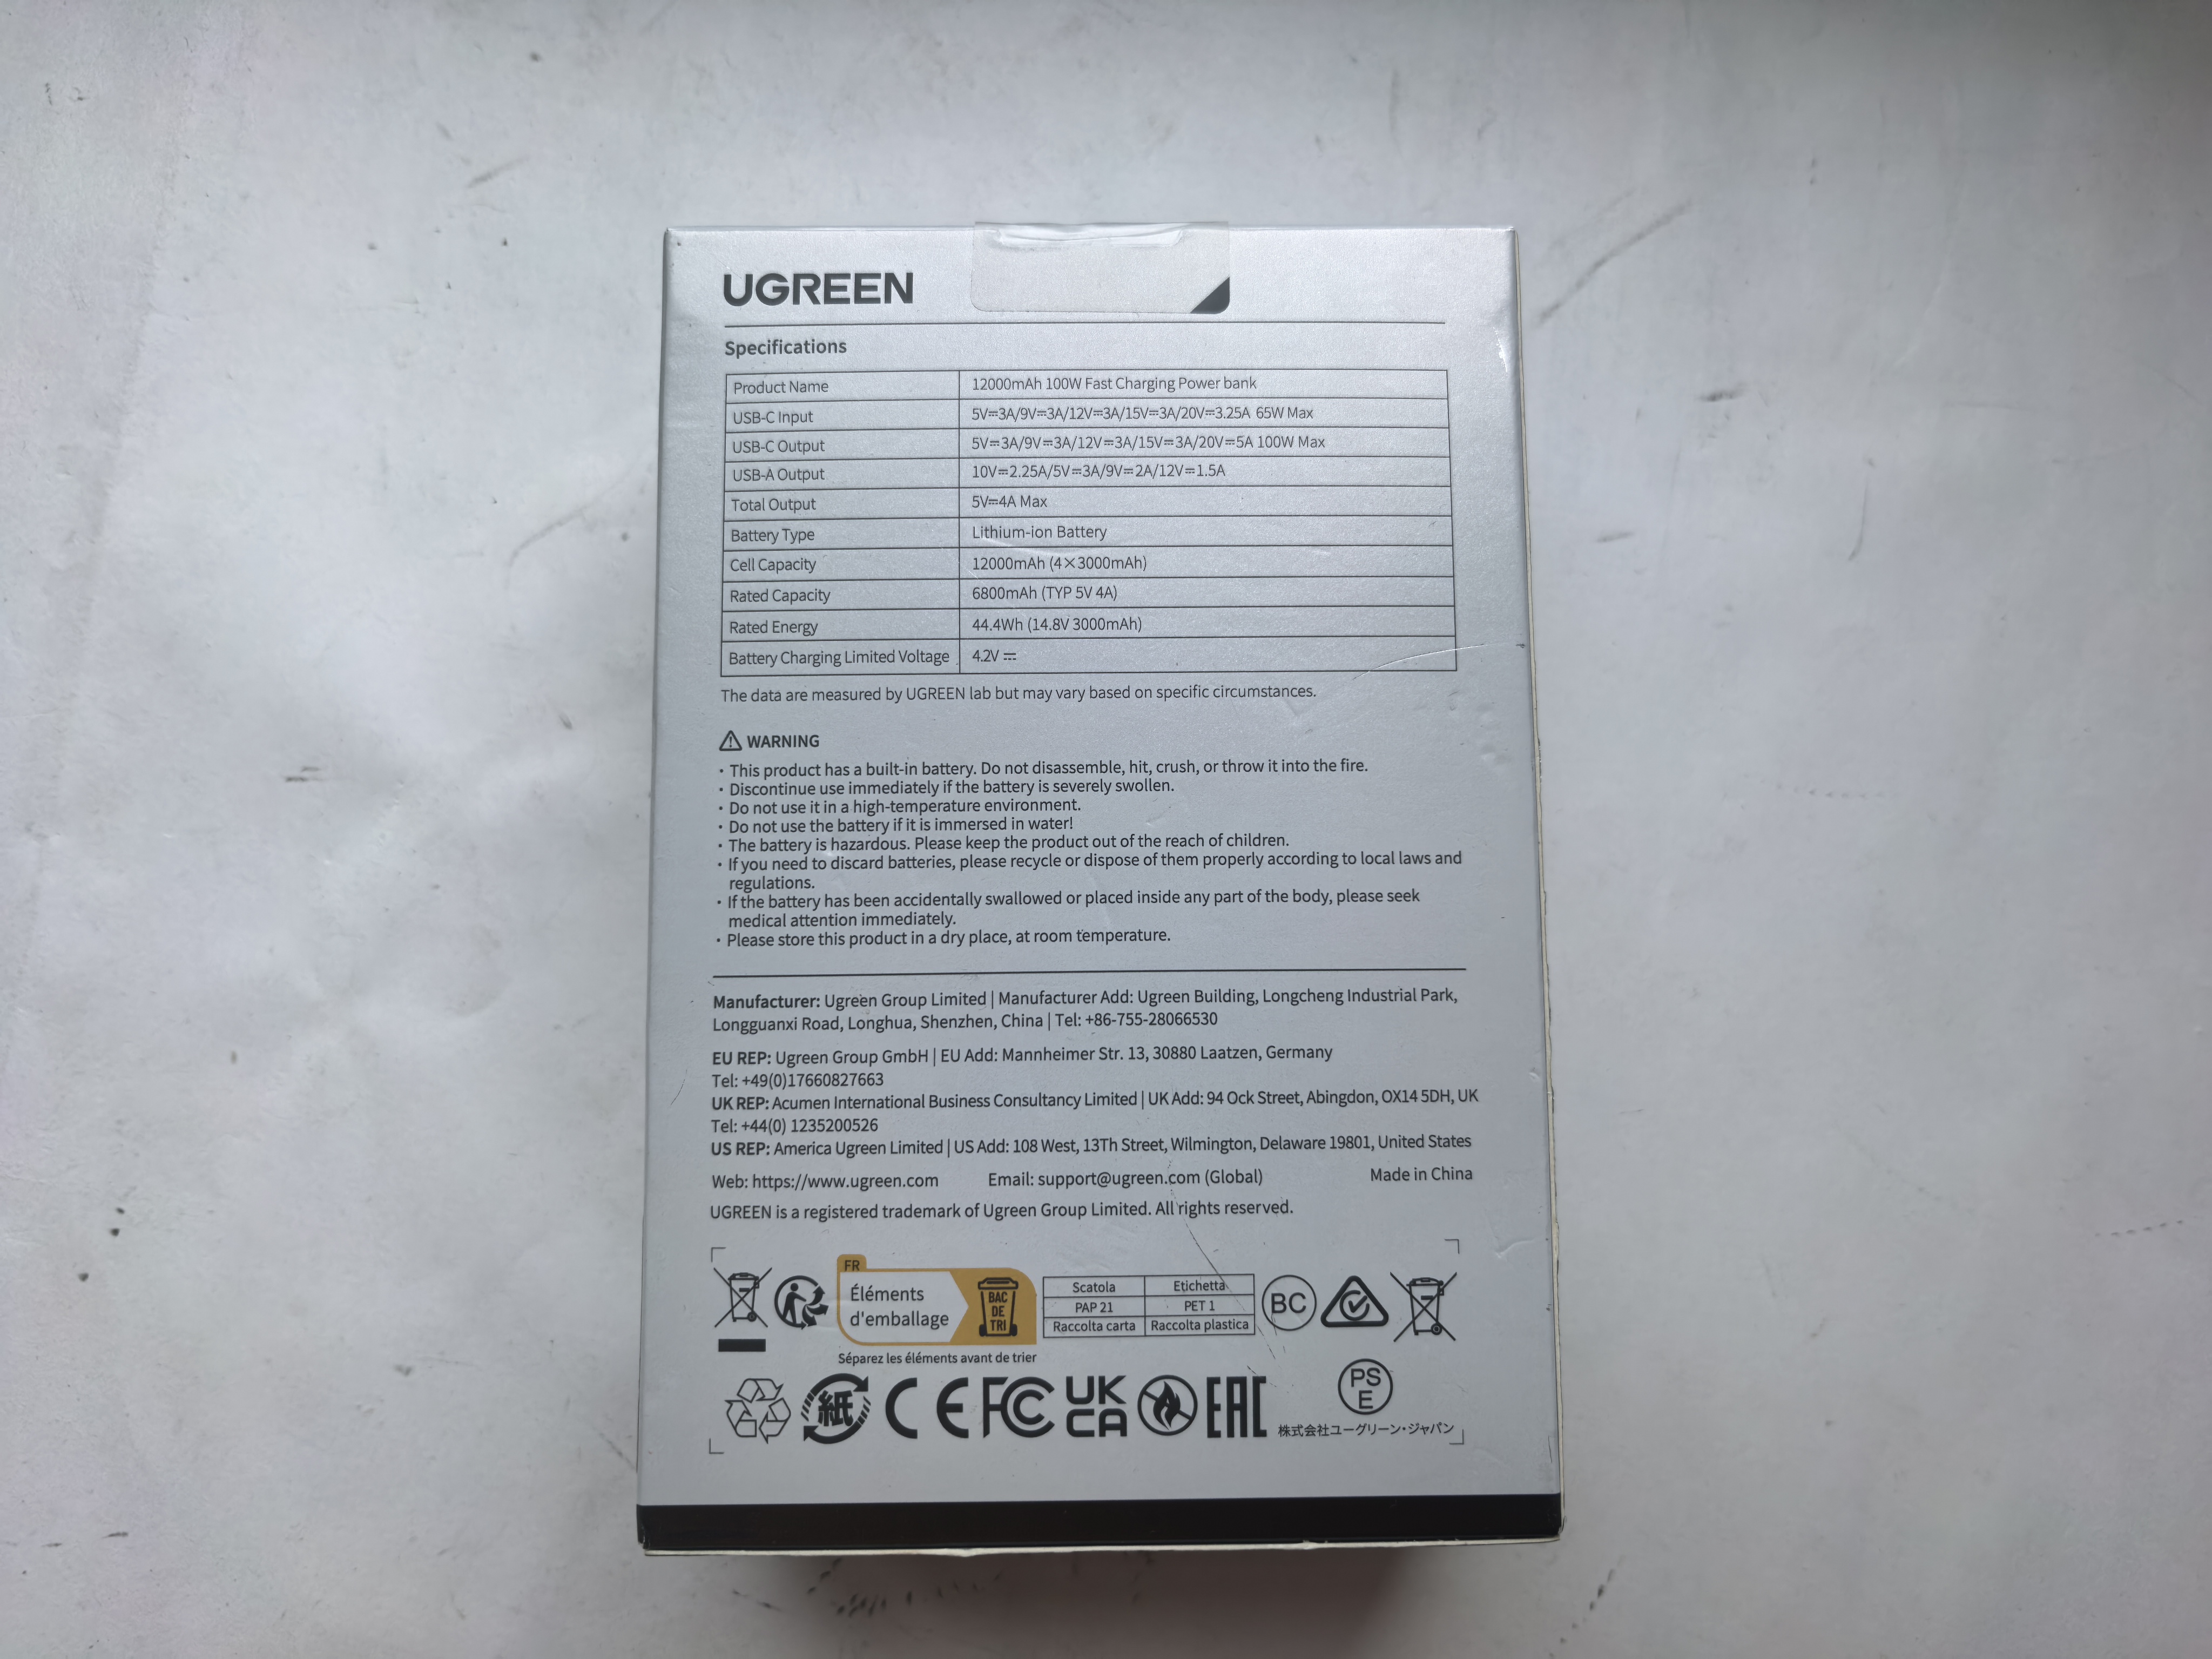 UGREEN
Specifications
Product Name 12000mAh 100W Fast Charging Power bank
USB-C Input 5V⎓3A/9V⎓3A/12V⎓3A/15V⎓3A/20V⎓3.25A 65W Max
USB-C Output 5V⎓3A/9V⎓3A/12V⎓3A/15V⎓3A/20V⎓5A 100W Max
USB-A Output 10V⎓2.25A/5V⎓3A/9V⎓2A/12V⎓1.5A
Total Output 5V⎓4A Max
Battery Type Lithium-ion Battery
Cell Capacity 12000mAh (4×3000mAh)
Rated Capacity 6800mAh (TYP 5V 4A)
Rated Energy 44.4Wh (14.8V 3000mAh)
Battery Charging Limited Voltage 4.2V ⎓
The data are measured by UGREEN lab but may vary based on specific circumstances.
WARNING
· This product has a built-in battery. Do not disassemble, hit, crush, or throw it into the fire.
· Discontinue use immediately if the battery is severely swollen.
· Do not use it in a high-temperature environment.
· Do not use the battery if it is immersed in water!
· The battery is hazardous. Please keep the product out of the reach of children.
· If you need to discard batteries, please recycle or dispose of them properly according to local laws and
regulations.
· If the battery has been accidentally swallowed or placed inside any part of the body, please seek
medical attention immediately.
· Please store this product in a dry place, at room temperature.
Manufacturer: Ugreen Group Limited | Manufacturer Add: Ugreen Building, Longcheng Industrial Park,
Longguanxi Road, Longhua, Shenzhen, China | Tel: +86-755-28066530
EU REP: Ugreen Group GmbH | EU Add: Mannheimer Str. 13, 30880 Laatzen, Germany
Tel: +49(0)17660827663
UK REP: Acumen International Business Consultancy Limited | UK Add: 94 Ock Street, Abingdon, OX14 5DH, UK
Tel: +44(0) 1235200526
US REP: America Ugreen Limited | US Add: 108 West, 13Th Street, Wilmington, Delaware 19801, United States
Web: https://www.ugreen.com Email: support@ugreen.com (Global) Made in China
UGREEN is a registered trademark of Ugreen Group Limited. All rights reserved.
FR
Éléments
d'emballage
BAC
DE
TRI
Séparez les éléments avant de trier
Scatola Etichetta
PAP 21 PET 1
Raccolta carta Raccolta plastica
BC
紙
CE FC UK
CA
EAC
PS
E
株式会社ユーグリーン・ジャパン